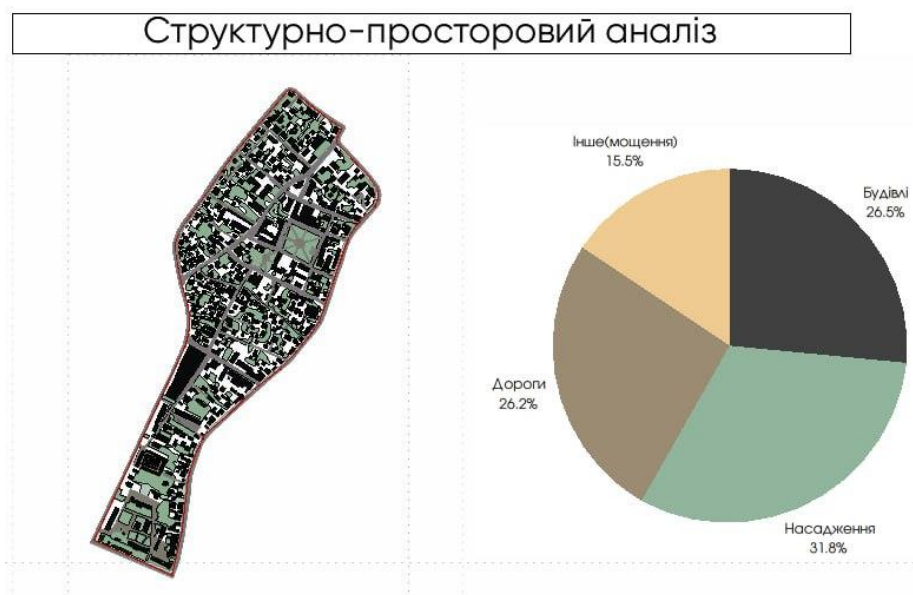 Структурно-просторовий аналіз
Інше(мощення)
15.5%
Будівлі
26.5%
Дороги
26.2%
Насадження
31.8%